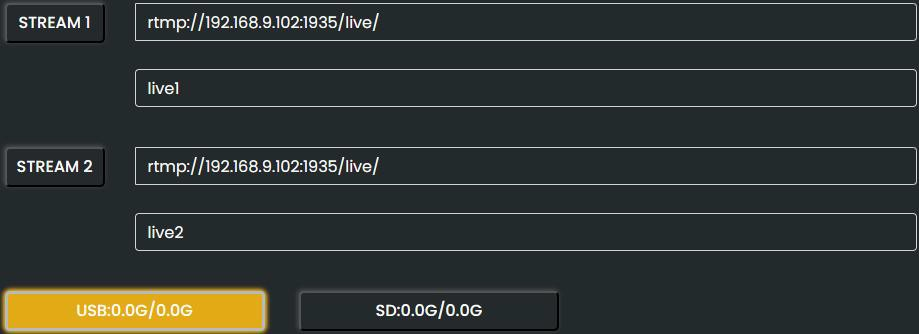 STREAM 1
rtmp://192.168.9.102:1935/live/
live1
STREAM 2
rtmp://192.168.9.102:1935/live/
live2
USB:0.0G/0.0G
SD:0.0G/0.0G